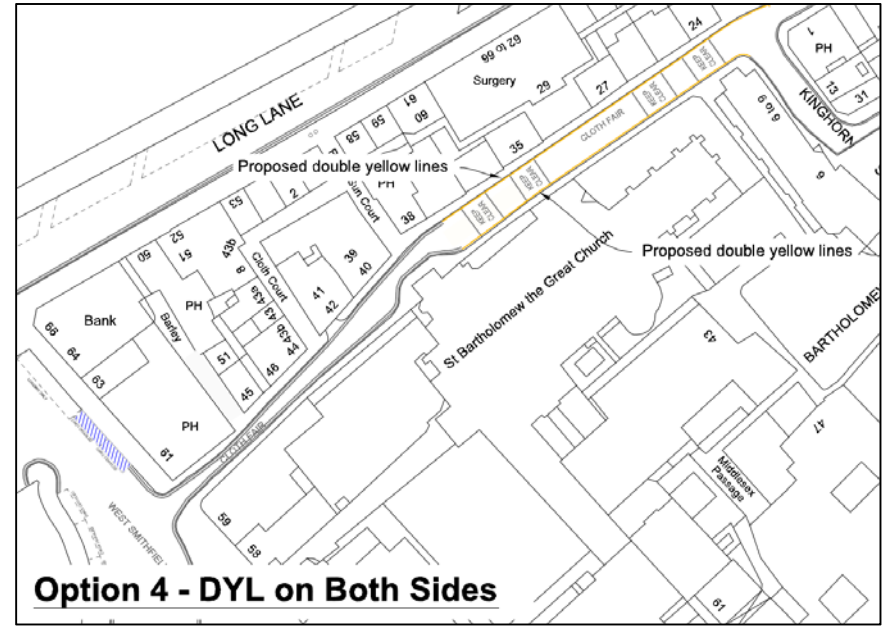 24
62 to 66
Surgery
29
27
KEEP
CLEAR
KEEP
CLEAR
1
PH
13
31
KINGHORN
LONG LANE
61
60
59
58
35
CLOTH FAIR
6 to 9
9
Proposed double yellow lines
53
2
PH
Sun Court
38
KEEP
CLEAR
KEEP
CLEAR
Proposed double yellow lines
52
51
50
43b
8
Cloth Court
39
40
41
42
St Bartholomew the Great Church
BARTHOLOMEW
43
PH
43a
43
43b
44
Bank
Barley
66
64
63
51
46
45
PH
61
CLOTH FAIR
47
Middlesex
Passage
WEST SMITHFIELD
59
58
61
Option 4 - DYL on Both Sides